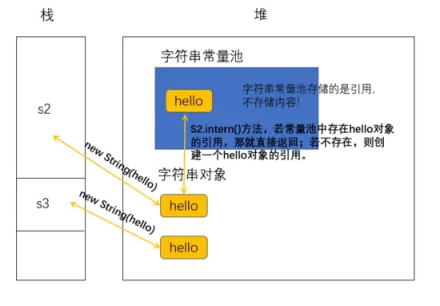 栈
堆
字符串常量池
字符串常量池存储的是引用,
不存储内容!
hello
s2
S2.intern()方法，若常量池中存在hello对象
的引用，那就直接返回；若不存在，则创
建一个hello对象的引用。
new String(hello)
字符串对象
s3
new String(hello)
hello
hello